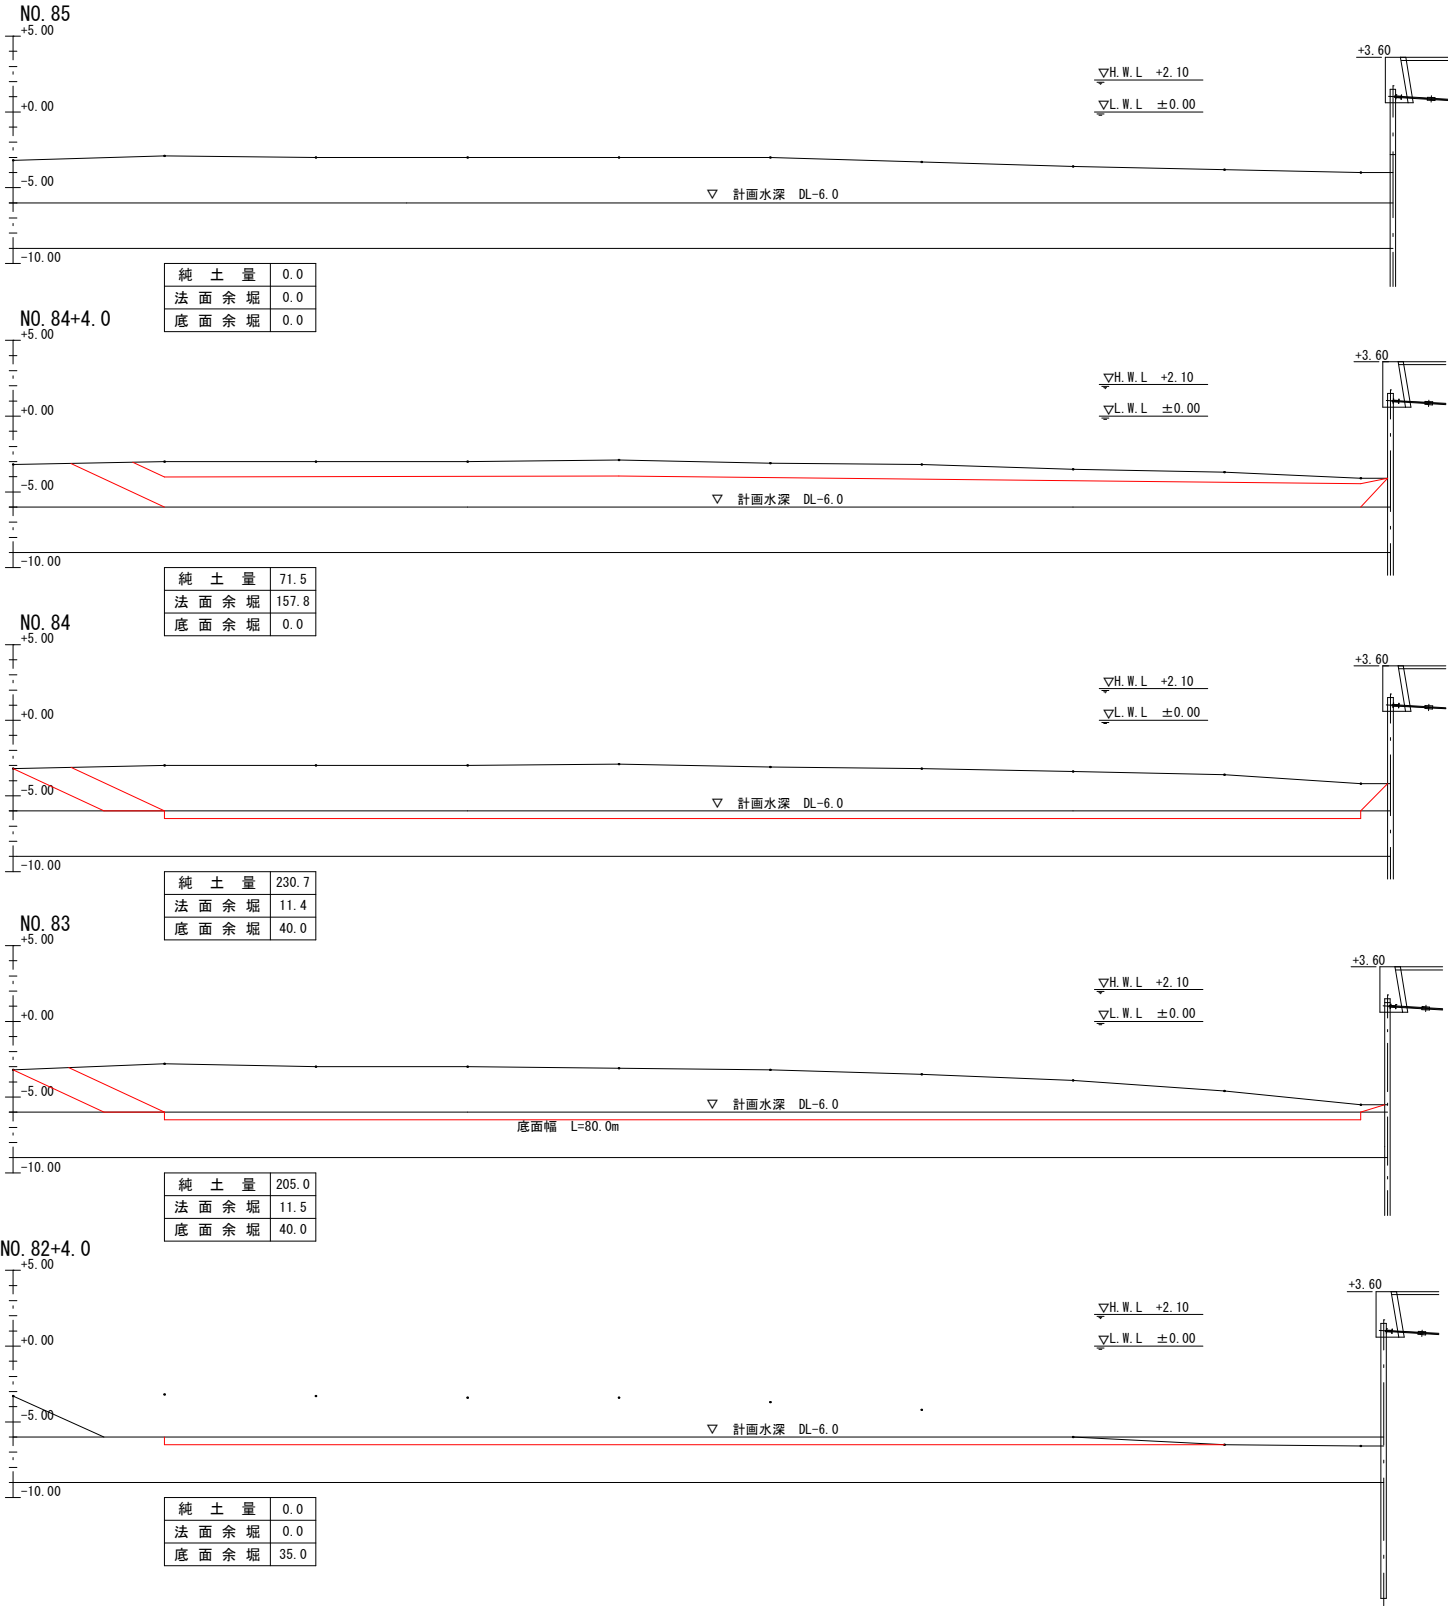 NO. 85
+5.00
+3.60
▽H.W.L +2.10
+0.00
▽L.W.L ±0.00
-5.00
▽ 計画水深 DL-6.0
-10.00
純土量 0.0
法面余堀 0.0
底面余堀 0.0
NO. 84+4.0
+5.00
+3.60
▽H.W.L +2.10
+0.00
▽L.W.L ±0.00
-5.00
▽ 計画水深 DL-6.0
-10.00
純土量 71.5
法面余堀 157.8
底面余堀 0.0
NO. 84
+5.00
+3.60
▽H.W.L +2.10
+0.00
▽L.W.L ±0.00
-5.00
▽ 計画水深 DL-6.0
-10.00
純土量 230.7
法面余堀 11.4
底面余堀 40.0
NO. 83
+5.00
+3.60
▽H.W.L +2.10
+0.00
▽L.W.L ±0.00
-5.00
▽ 計画水深 DL-6.0
底面幅 L=80.0m
-10.00
純土量 205.0
法面余堀 11.5
底面余堀 40.0
NO. 82+4.0
+5.00
+3.60
▽H.W.L +2.10
+0.00
▽L.W.L ±0.00
-5.00
▽ 計画水深 DL-6.0
-10.00
純土量 0.0
法面余堀 0.0
底面余堀 35.0